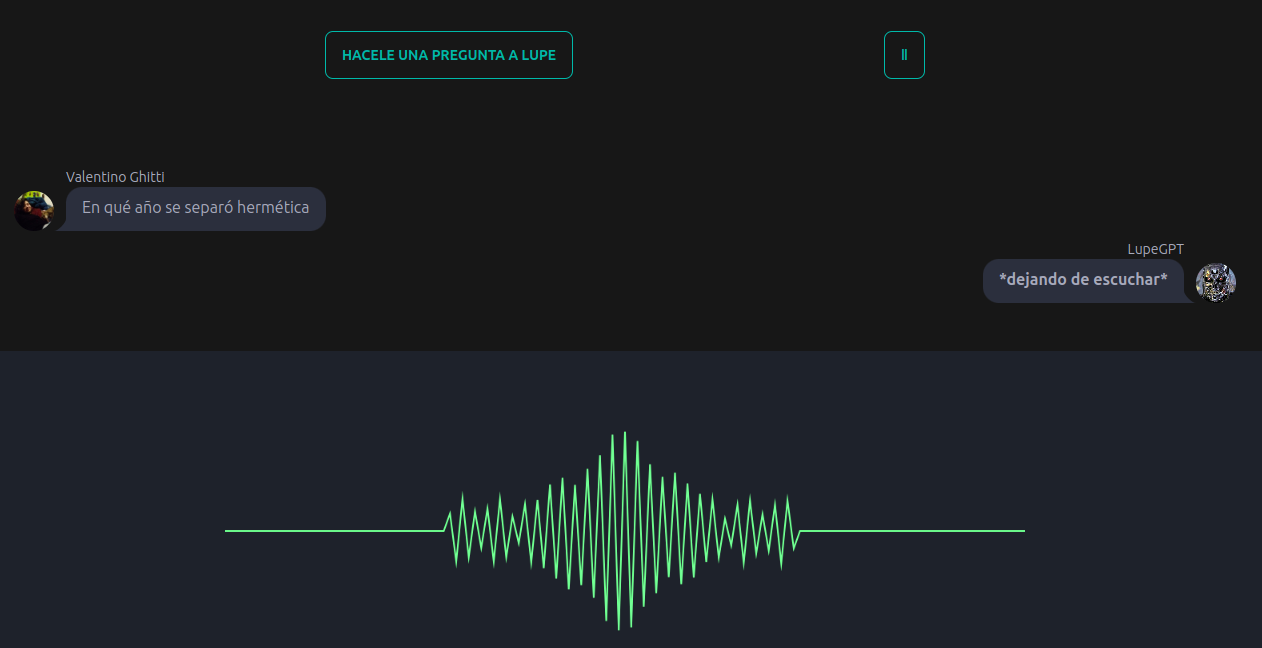 HACELE UNA PREGUNTA A LUPE
II
Valentino Ghitti
En qué año se separó hermética
LupeGPT
*dejando de escuchar*